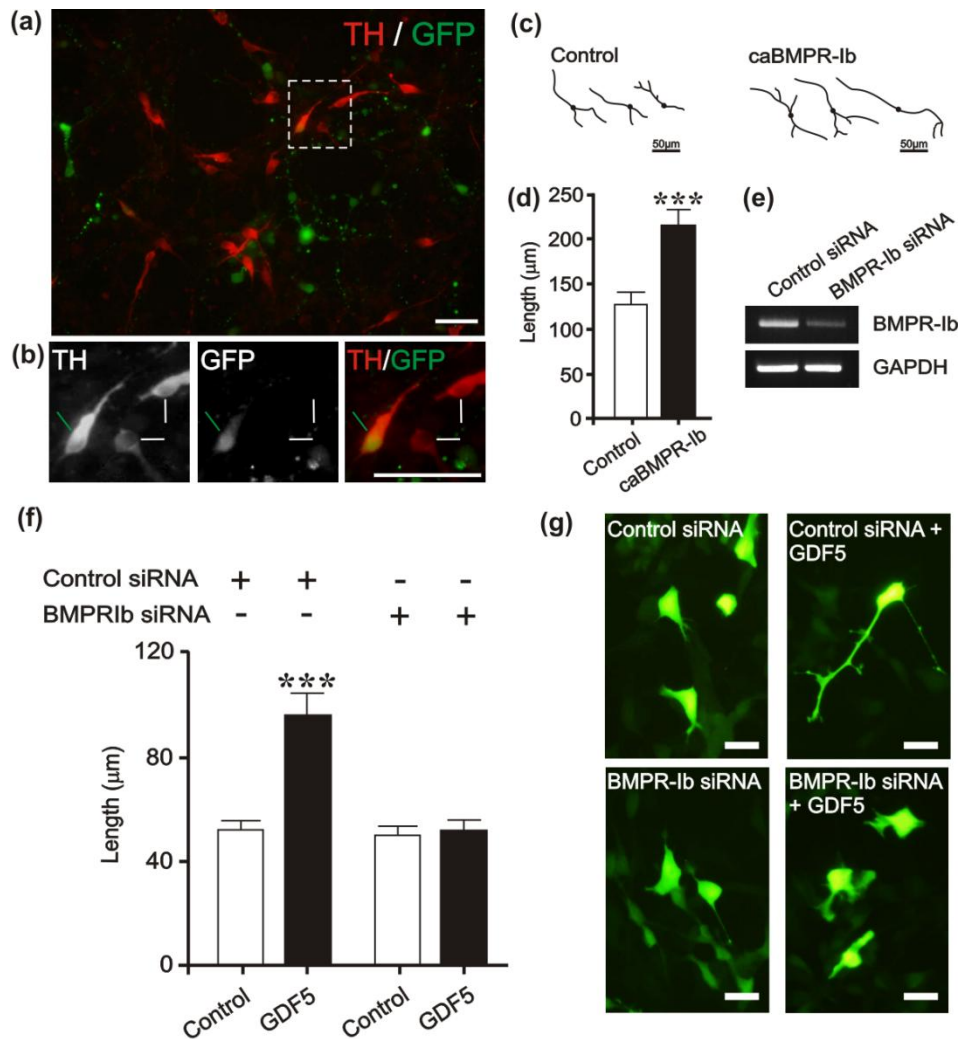 (a)
TH / GFP
(b)
TH
GFP
TH/GFP
(c)
Control
caBMPR-Ib
50µm
50µm
(d)
Length (µm)
250
200
150
100
50
0
***
Control
caBMPR-Ib
(e)
Control siRNA
BMPR-Ib siRNA
BMPR-Ib
GAPDH
(f)
Control siRNA + + - -
BMPRIb siRNA - - + +
Length (µm)
120
80
40
0
***
Control
GDF5
Control
GDF5
(g)
Control siRNA
Control siRNA +
GDF5
BMPR-Ib siRNA
BMPR-Ib siRNA
+ GDF5